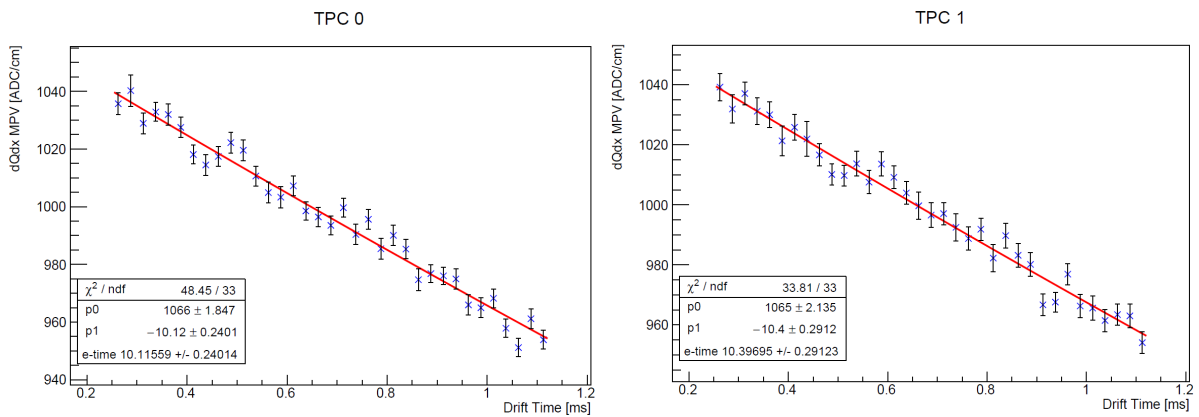 TPC 0
dQdx MPV [ADC/cm]
1040
1020
1000
980
960
940
χ² / ndf 48.45 / 33
p0 1066 ± 1.847
p1 −10.12 ± 0.2401
e-time 10.11559 +/- 0.24014
0.2 0.4 0.6 0.8 1 1.2
Drift Time [ms]
TPC 1
dQdx MPV [ADC/cm]
1040
1020
1000
980
960
χ² / ndf 33.81 / 33
p0 1065 ± 2.135
p1 −10.4 ± 0.2912
e-time 10.39695 +/- 0.29123
0.2 0.4 0.6 0.8 1 1.2
Drift Time [ms]